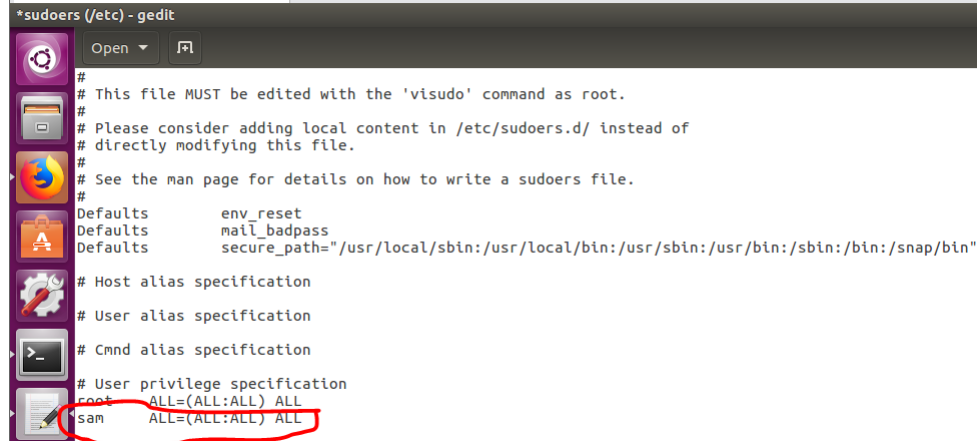 *sudoers (/etc) - gedit
Open
#
# This file MUST be edited with the 'visudo' command as root.
#
# Please consider adding local content in /etc/sudoers.d/ instead of
# directly modifying this file.
#
# See the man page for details on how to write a sudoers file.
#
Defaults        env_reset
Defaults        mail_badpass
Defaults        secure_path="/usr/local/sbin:/usr/local/bin:/usr/sbin:/usr/bin:/sbin:/bin:/snap/bin"
# Host alias specification
# User alias specification
# Cmnd alias specification
# User privilege specification
root    ALL=(ALL:ALL) ALL
sam     ALL=(ALL:ALL) ALL